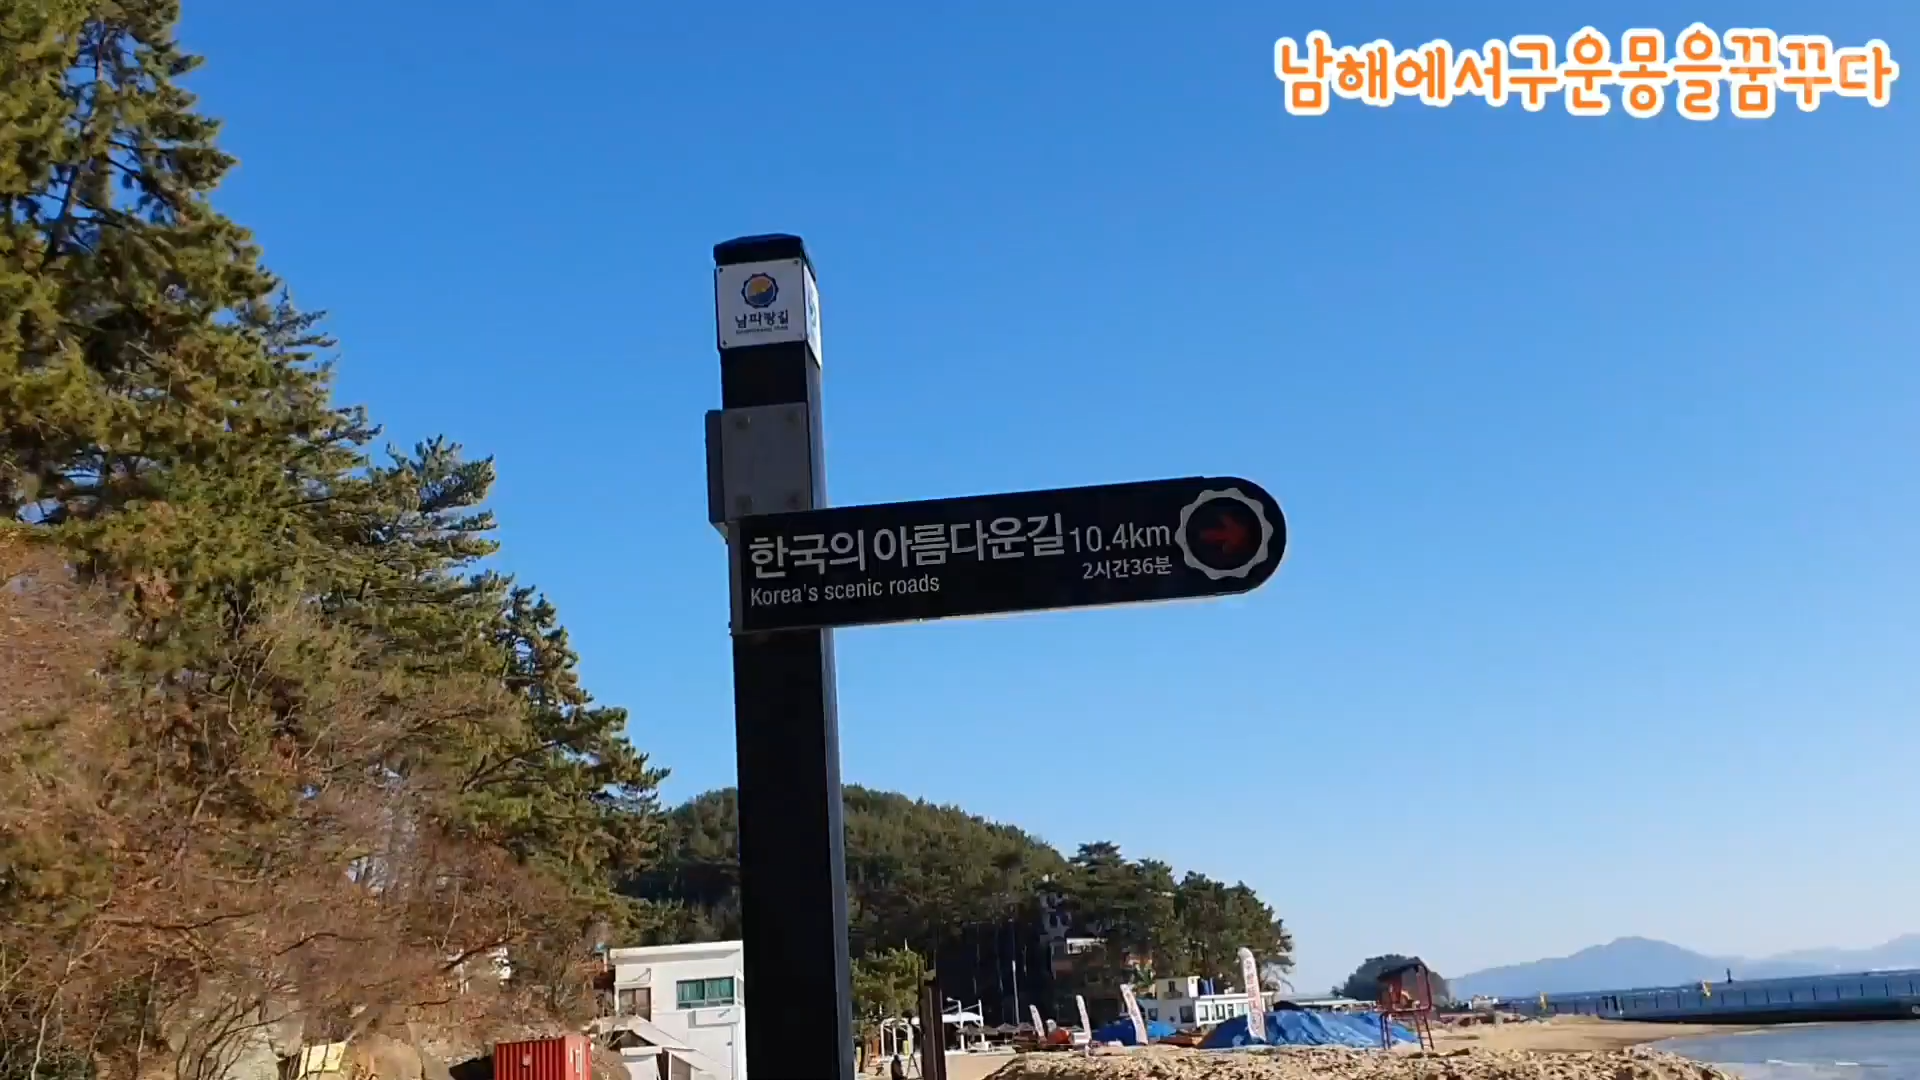 남해에서구운몽을꿈꾸다
남파랑길
한국의 아름다운길 10.4km
2시간36분
Korea's scenic roads